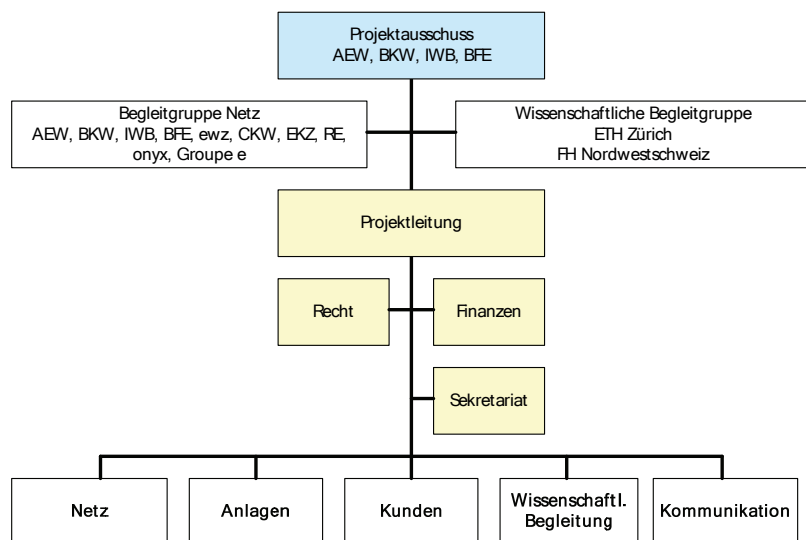 Projektausschuss
AEW, BKW, IWB, BFE
Begleitgruppe Netz
AEW, BKW, IWB, BFE, ewz, CKW, EKZ, RE,
onyx, Groupe e
Wissenschaftliche Begleitgruppe
ETH Zürich
FH Nordwestschweiz
Projektleitung
Recht
Finanzen
Sekretariat
Netz
Anlagen
Kunden
Wissenschaftl.
Begleitung
Kommunikation